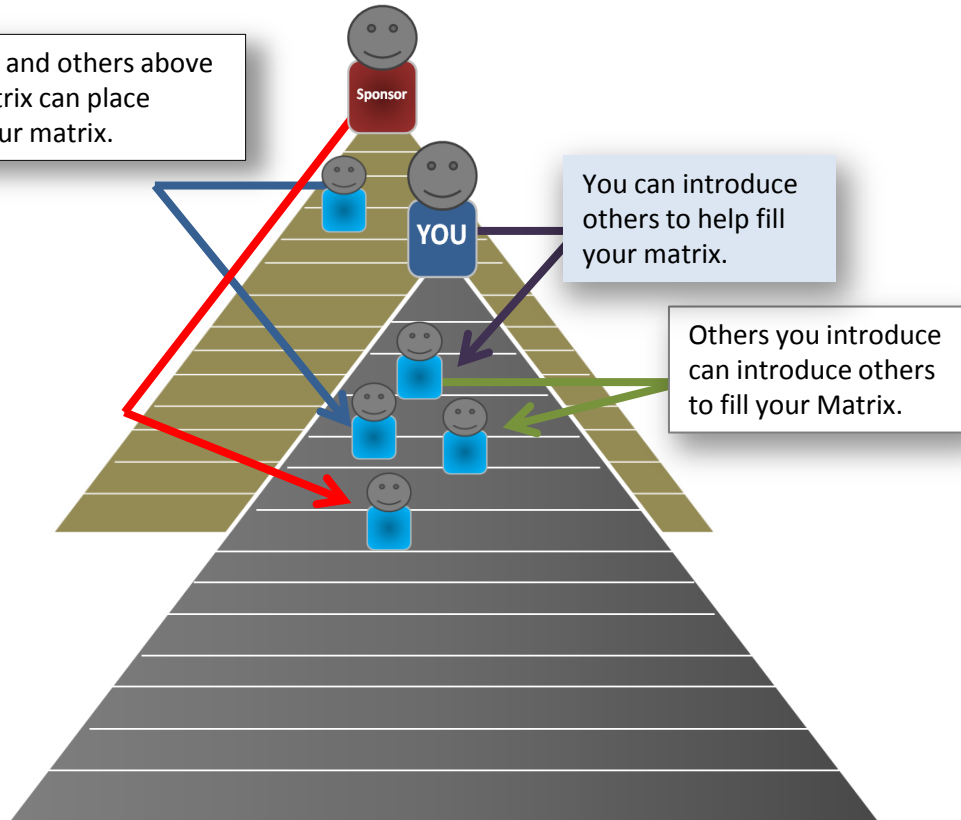 and others above
trix can place
ur matrix.
Sponsor
YOU
You can introduce
others to help fill
your matrix.
Others you introduce
can introduce others
to fill your Matrix.